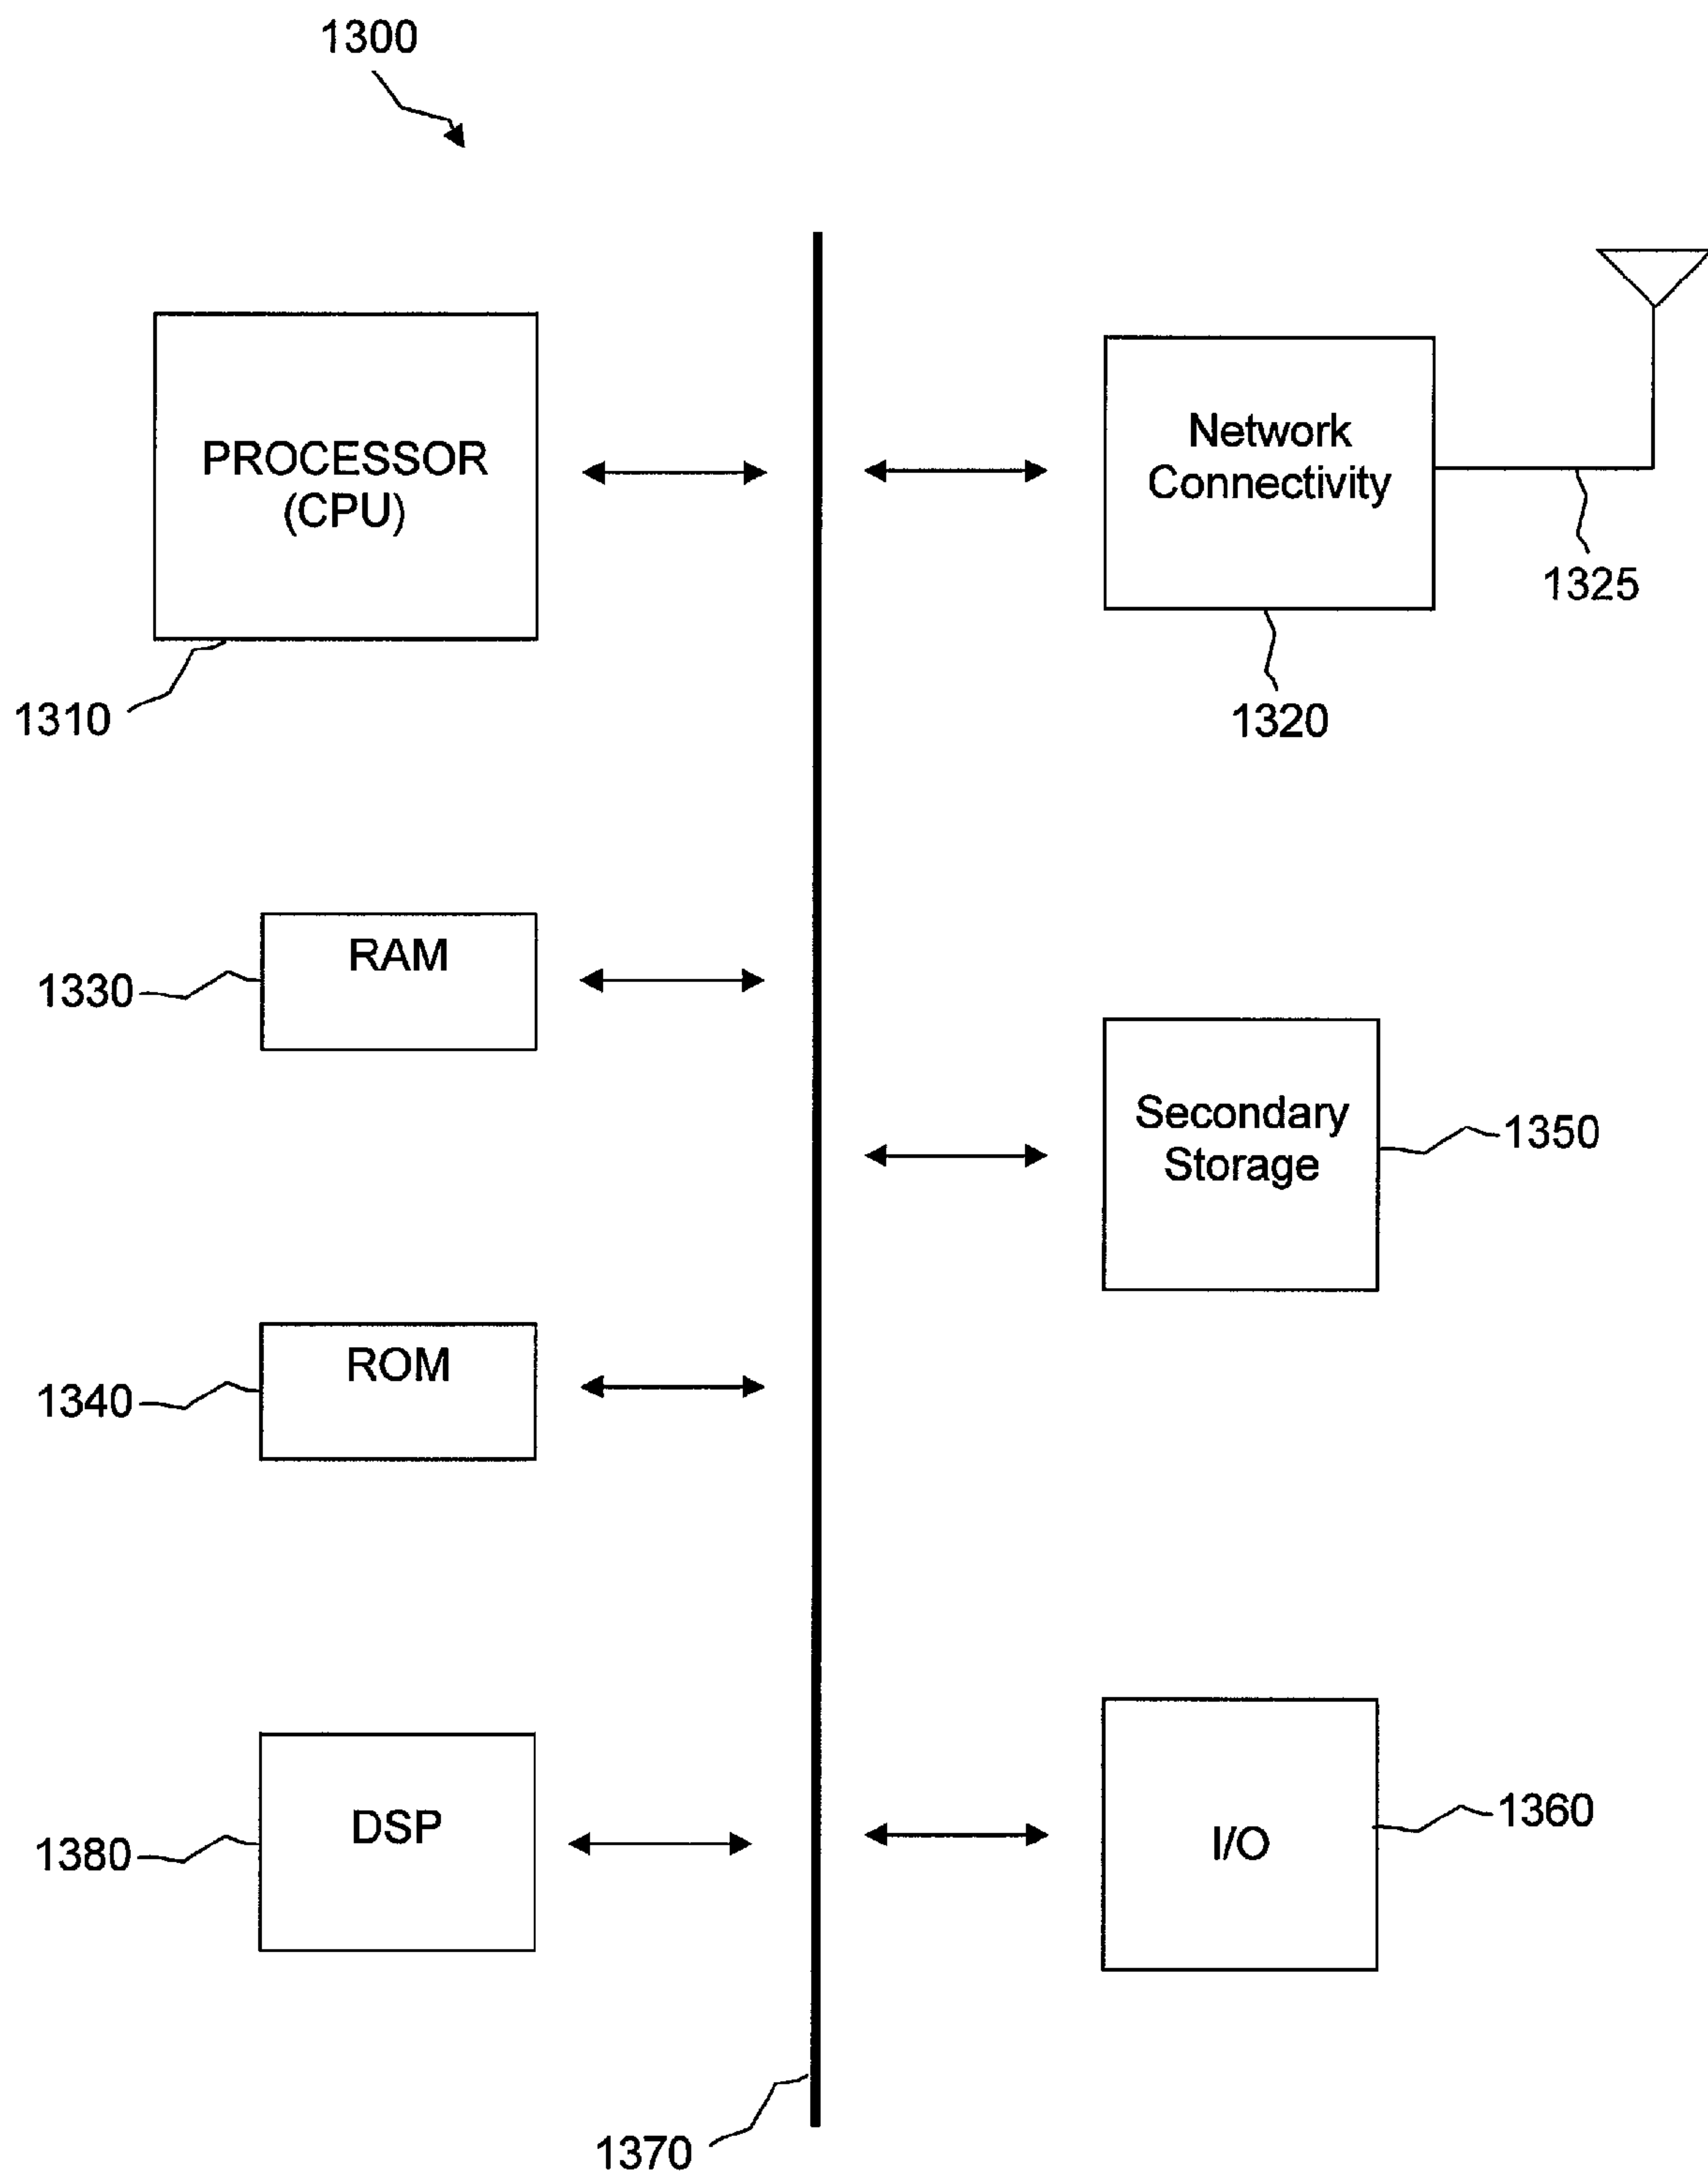 1300
PROCESSOR
(CPU)
Network
Connectivity
1325
1310
1320
RAM
1330
Secondary
Storage
1350
ROM
1340
DSP
1380
I/O
1360
1370